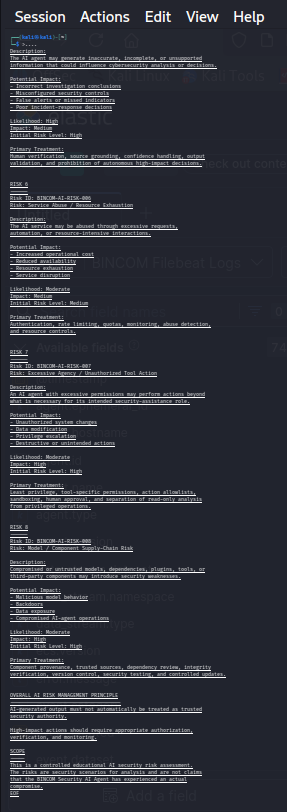 Session Actions Edit View Help
(kali㉿kali)-[~]
Description:
The AI agent may generate inaccurate, incomplete, or unsupported
information that could influence cybersecurity analysis or decisions.
Potential Impact:
- Incorrect investigation conclusions
- Misconfigured security controls
- False alerts or missed indicators
- Poor incident-response decisions
Likelihood: High
Impact: Medium
Initial Risk Level: High
Primary Treatment:
Human verification, source grounding, confidence handling, output
validation, and prohibition of autonomous high-impact decisions.
RISK 6
Risk ID: BINCOM-AI-RISK-006
Risk: Service Abuse / Resource Exhaustion
Description:
The AI service may be abused through excessive requests,
automation, or resource-intensive interactions.
Potential Impact:
- Increased operational cost
- Reduced availability
- Resource exhaustion
- Service disruption
BINCOM Filebeat Logs
Likelihood: Moderate
Impact: Medium
Initial Risk Level: Medium
Primary Treatment:
Authentication, rate limiting, quotas, monitoring, abuse detection,
and resource controls.
Available fields
RISK 7
Risk ID: BINCOM-AI-RISK-007
Risk: Excessive Agency / Unauthorized Tool Action
Description:
An AI agent with excessive permissions may perform actions beyond
what is necessary for its intended security-assistance role.
Potential Impact:
- Unauthorized system changes
- Data modification
- Privilege escalation
- Destructive or unintended actions
Likelihood: Moderate
Impact: High
Initial Risk Level: High
Primary Treatment:
Least privilege, tool-specific permissions, action allowlists,
sandboxing, human approval, and separation of read-only analysis
from privileged operations.
RISK 8
Risk ID: BINCOM-AI-RISK-008
Risk: Model / Component Supply-Chain Risk
Description:
Compromised or untrusted models, dependencies, plugins, tools, or
third-party components may introduce security weaknesses.
Potential Impact:
- Malicious model behavior
- Backdoors
- Data exposure
- Compromised AI-agent operations
Likelihood: Moderate
Impact: High
Initial Risk Level: High
Primary Treatment:
Component provenance, trusted sources, dependency review, integrity
verification, version control, security testing, and controlled updates.
OVERALL AI RISK MANAGEMENT PRINCIPLE
AI-generated output must not automatically be treated as trusted
security authority.
High-impact actions should require appropriate authorization,
verification, and monitoring.
SCOPE
This is a controlled educational AI security risk assessment.
The risks are security scenarios for analysis and are not claims
that the BINCOM Security AI Agent has experienced an actual
compromise.
EOF
Add a field